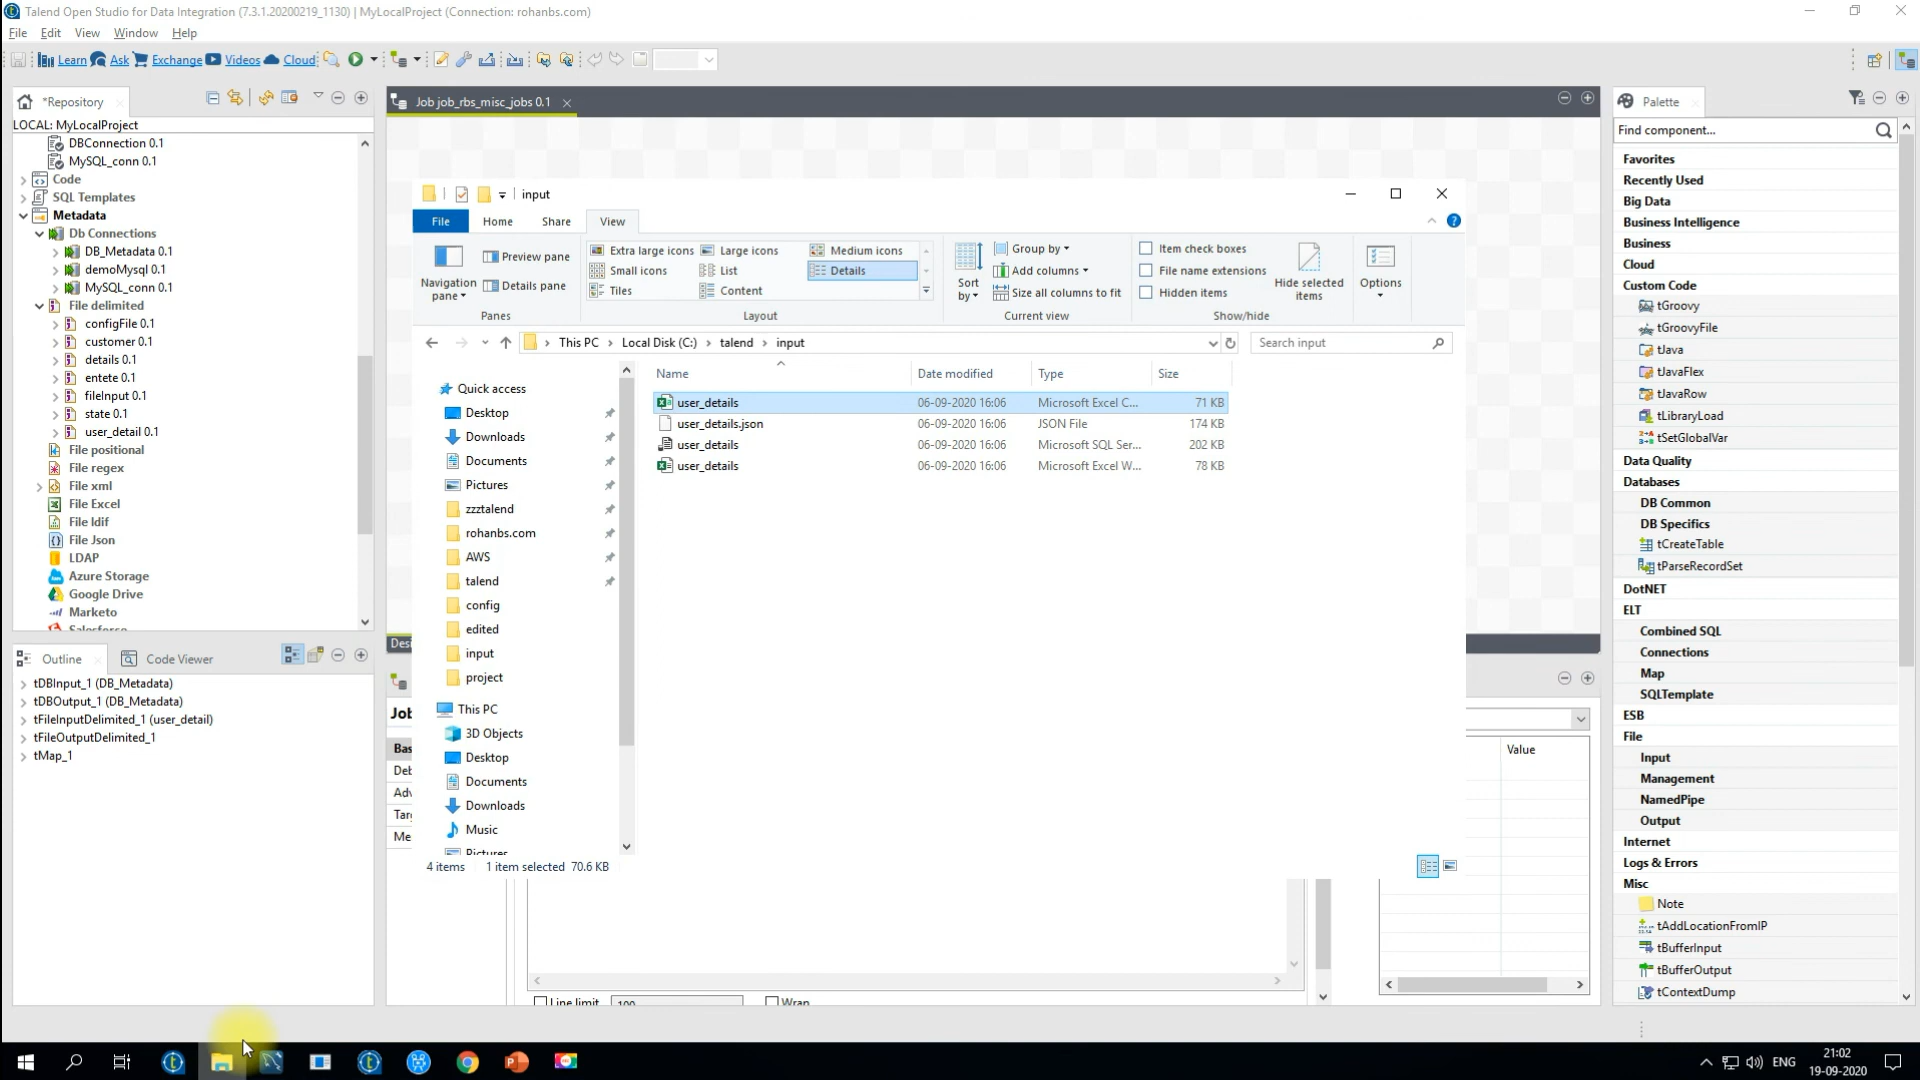 Talend Open Studio for Data Integration (7.3.1.20200219_1130) | MyLocalProject (Connection: rohanbs.com)
File Edit View Window Help
Learn Ask Exchange Videos Cloud
*Repository
LOCAL: MyLocalProject
DBConnection 0.1
MySQL_conn 0.1
Code
SQL Templates
Metadata
Db Connections
DB_Metadata 0.1
demoMysql 0.1
MySQL_conn 0.1
File delimited
configFile 0.1
customer 0.1
details 0.1
entete 0.1
fileInput 0.1
state 0.1
user_detail 0.1
File positional
File regex
File xml
File Excel
File ldif
File Json
LDAP
Azure Storage
Google Drive
Marketo
Salesforce
Outline
Code Viewer
tDBInput_1 (DB_Metadata)
tDBOutput_1 (DB_Metadata)
tFileInputDelimited_1 (user_detail)
tFileOutputDelimited_1
tMap_1
Job job_rbs_misc_jobs 0.1
input
File Home Share View
Navigation pane
Preview pane
Details pane
Panes
Extra large icons Large icons Medium icons
Small icons List Details
Tiles Content
Layout
Sort by
Group by
Add columns
Size all columns to fit
Current view
Item check boxes
File name extensions
Hidden items
Hide selected items
Show/hide
Options
This PC Local Disk (C:) talend input
Search input
Quick access
Desktop
Downloads
Documents
Pictures
zzztalend
rohanbs.com
AWS
talend
config
edited
input
project
This PC
3D Objects
Desktop
Documents
Downloads
Music
Pictures
Name Date modified Type Size
user_details 06-09-2020 16:06 Microsoft Excel C... 71 KB
user_details.json 06-09-2020 16:06 JSON File 174 KB
user_details 06-09-2020 16:06 Microsoft SQL Ser... 202 KB
user_details 06-09-2020 16:06 Microsoft Excel W... 78 KB
4 items 1 item selected 70.6 KB
Des
Job
Bas
Deb
Adv
Targ
Me
Value
Line limit 100 Wrap
Palette
Find component...
Favorites
Recently Used
Big Data
Business Intelligence
Business
Cloud
Custom Code
tGroovy
tGroovyFile
tJava
tJavaFlex
tJavaRow
tLibraryLoad
tSetGlobalVar
Data Quality
Databases
DB Common
DB Specifics
tCreateTable
tParseRecordSet
DotNET
ELT
Combined SQL
Connections
Map
SQLTemplate
ESB
File
Input
Management
NamedPipe
Output
Internet
Logs & Errors
Misc
Note
tAddLocationFromIP
tBufferInput
tBufferOutput
tContextDump
ENG
21:02
19-09-2020